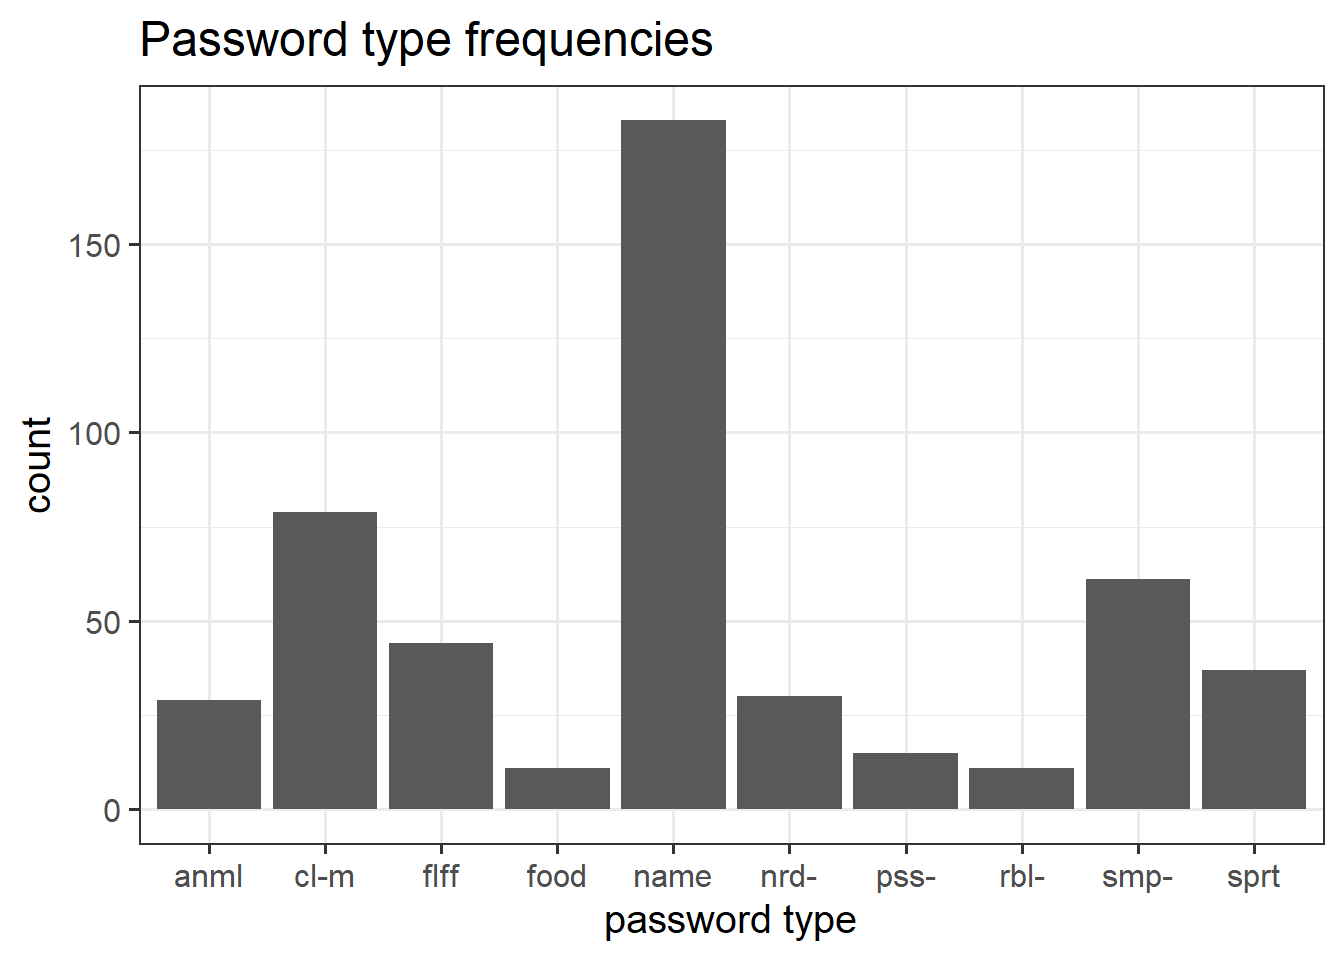 Password type frequencies
count
150
100
50
0
anml cl-m flff food name nrd- pss- rbl- smp- sprt
password type